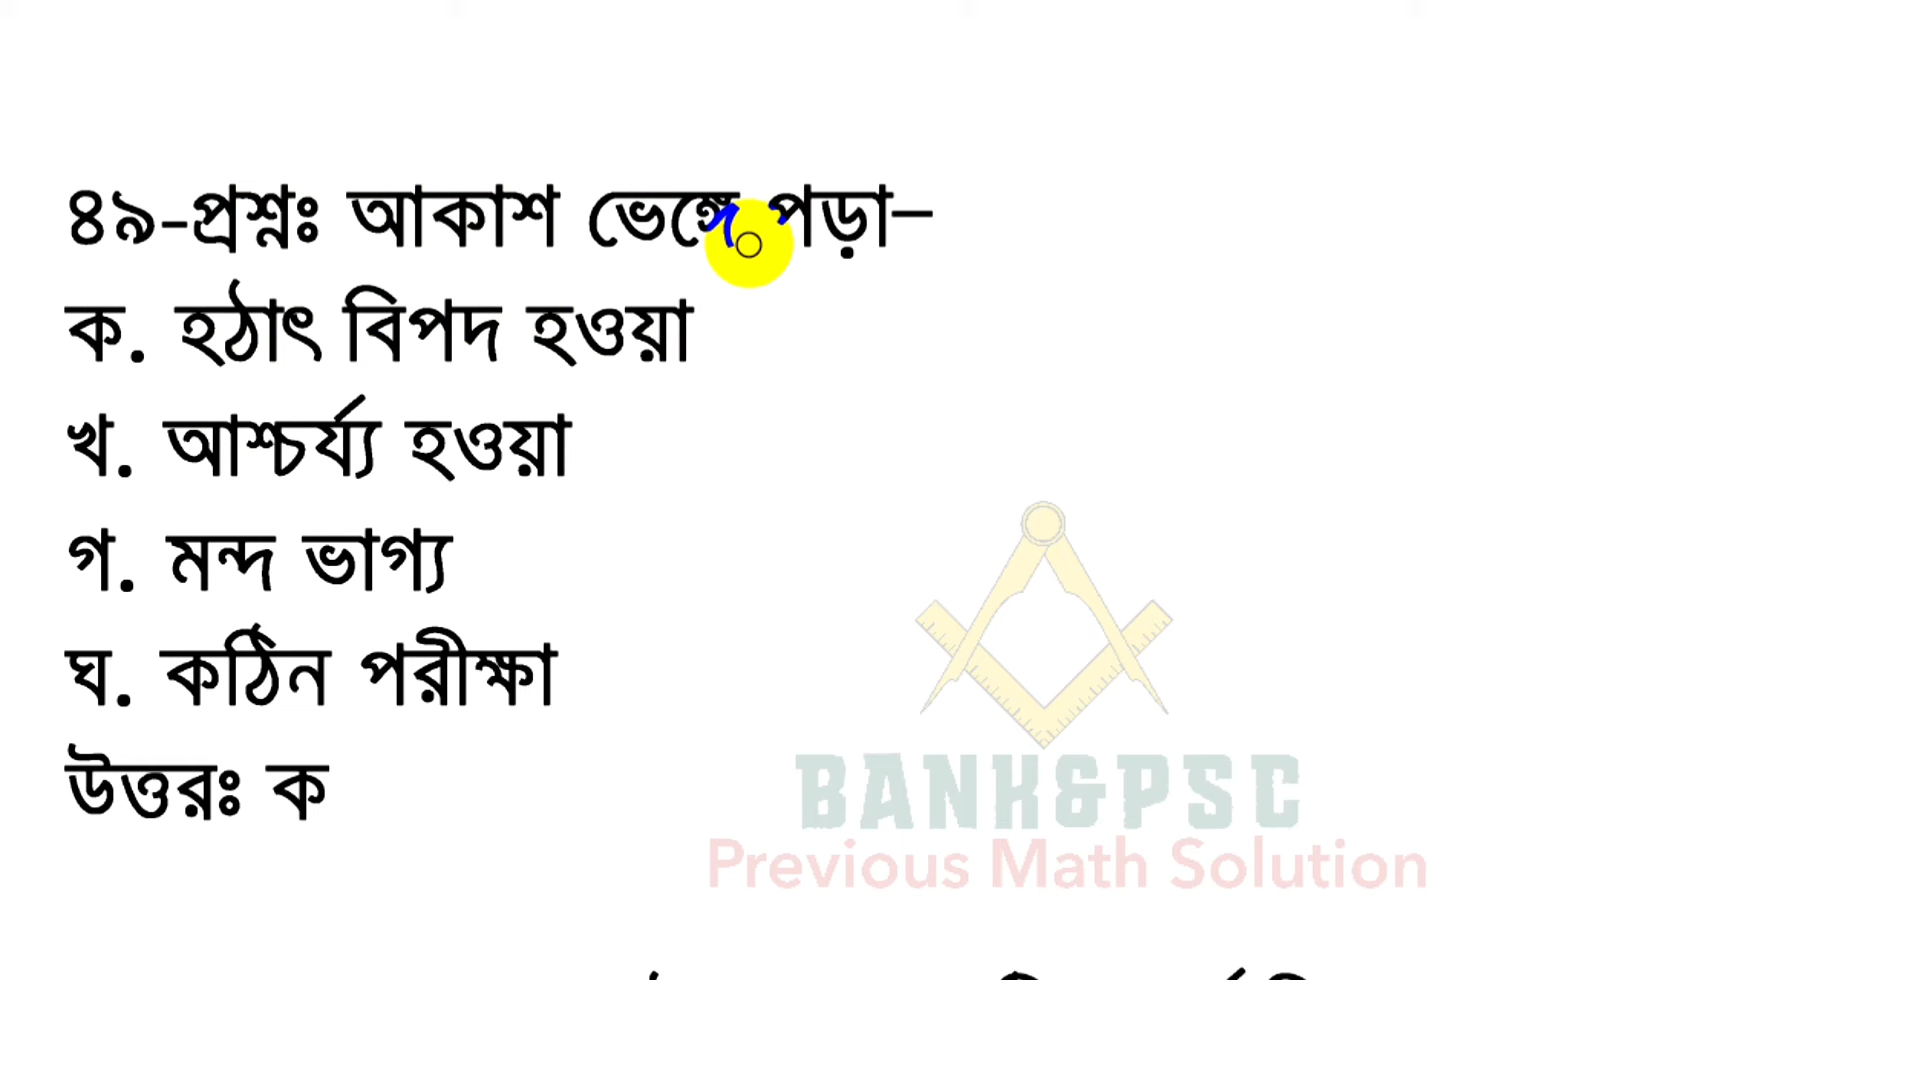 ৪৯-প্রশ্নঃ আকাশ ভেঙ্গে পড়া–
ক. হঠাৎ বিপদ হওয়া
খ. আশ্চর্য্য হওয়া
গ. মন্দ ভাগ্য
ঘ. কঠিন পরীক্ষা
উত্তরঃ ক
BANK&PSC
Previous Math Solution